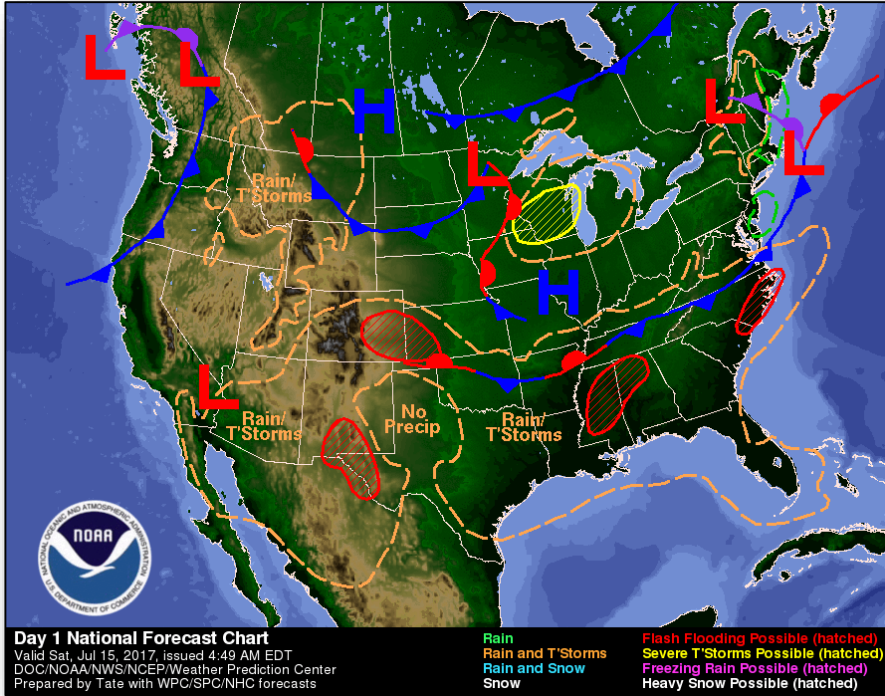 L
L
H
L
L
L
Rain/
T'Storms
H
L
Rain/
T'Storms
No
Precip
Rain/
T'Storms
NATIONAL OCEANIC AND ATMOSPHERIC ADMINISTRATION
NOAA
U.S. DEPARTMENT OF COMMERCE
Day 1 National Forecast Chart
Valid Sat, Jul 15, 2017, issued 4:49 AM EDT
DOC/NOAA/NWS/NCEP/Weather Prediction Center
Prepared by Tate with WPC/SPC/NHC forecasts
Rain
Rain and T'Storms
Rain and Snow
Snow
Flash Flooding Possible (hatched)
Severe T'Storms Possible (hatched)
Freezing Rain Possible (hatched)
Heavy Snow Possible (hatched)